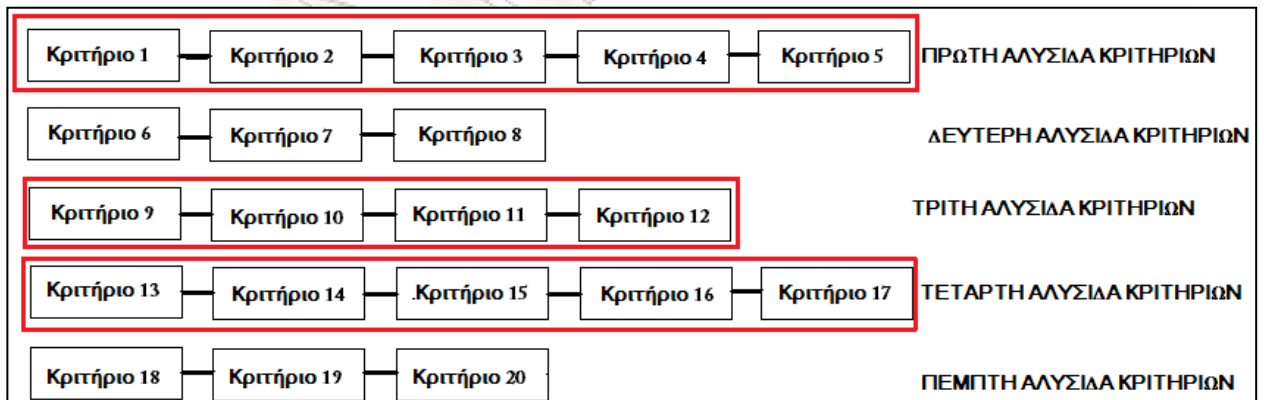 Κριτήριο 1 Κριτήριο 2 Κριτήριο 3 Κριτήριο 4 Κριτήριο 5 ΠΡΩΤΗ ΑΛΥΣΙΔΑ ΚΡΙΤΗΡΙΩΝ
Κριτήριο 6 Κριτήριο 7 Κριτήριο 8 ΔΕΥΤΕΡΗ ΑΛΥΣΙΔΑ ΚΡΙΤΗΡΙΩΝ
Κριτήριο 9 Κριτήριο 10 Κριτήριο 11 Κριτήριο 12 ΤΡΙΤΗ ΑΛΥΣΙΔΑ ΚΡΙΤΗΡΙΩΝ
Κριτήριο 13 Κριτήριο 14 .Κριτήριο 15 Κριτήριο 16 Κριτήριο 17 ΤΕΤΑΡΤΗ ΑΛΥΣΙΔΑ ΚΡΙΤΗΡΙΩΝ
Κριτήριο 18 Κριτήριο 19 Κριτήριο 20 ΠΕΜΠΤΗ ΑΛΥΣΙΔΑ ΚΡΙΤΗΡΙΩΝ